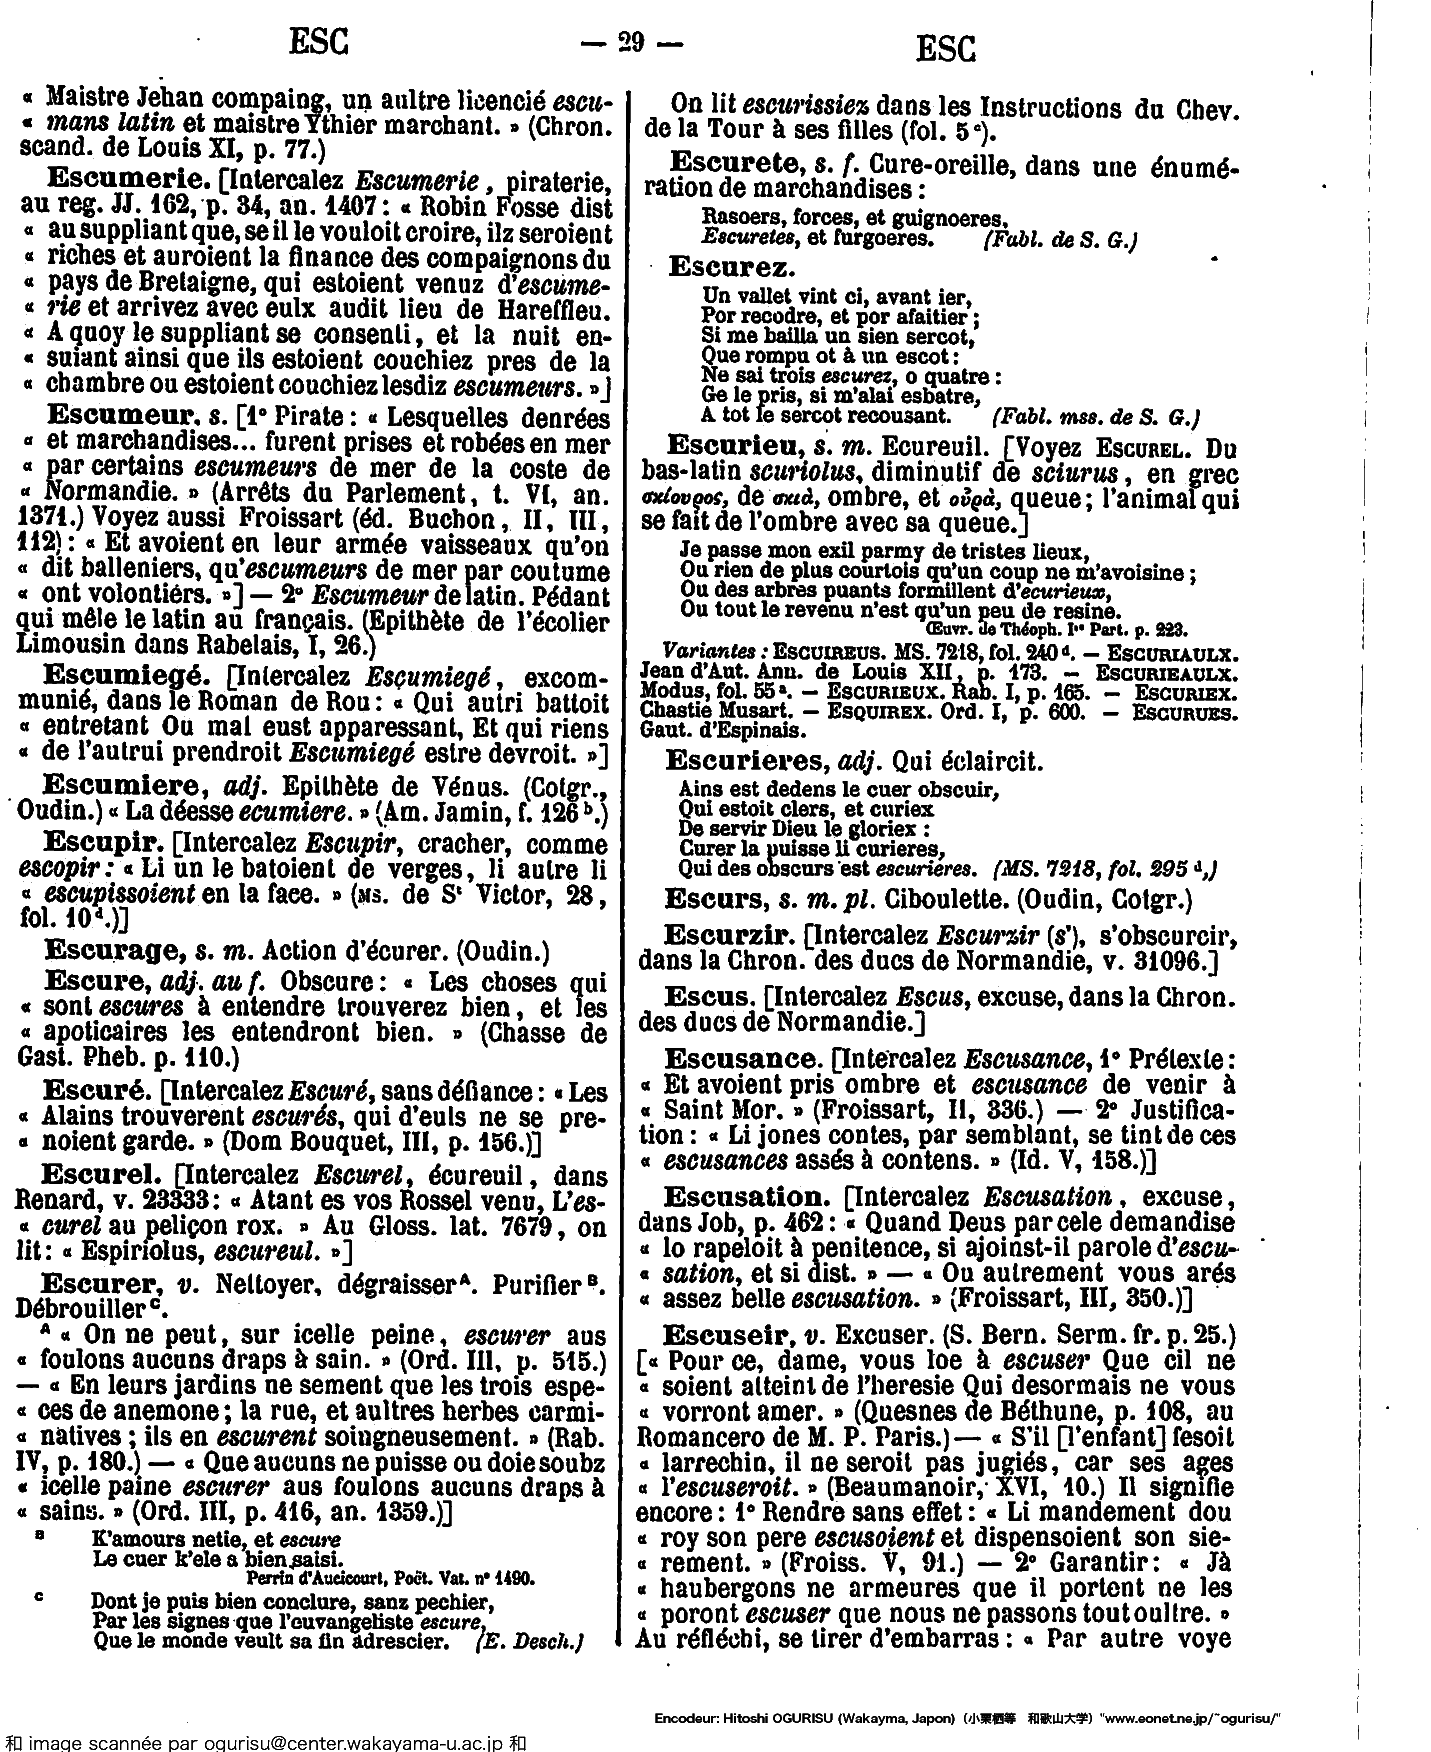 ESC — 29 — ESC
« Maistre Jehan compaing, un aultre licencié escu-
« mans latin et maistre Ythier marchant. » (Chron.
scand. de Louis XI, p. 77.)
Escumerie. [Intercalez Escumerie, piraterie,
au reg. JJ. 162, p. 34, an. 1407 : « Robin Fosse dist
« au suppliant que, se il le vouloit croire, ilz seroient
« riches et auroient la finance des compaignons du
« pays de Bretaigne, qui estoient venuz d'escume-
« rie et arrivez avec eulx audit lieu de Hareffleu.
« A quoy le suppliant se consenti, et la nuit en-
« suiant ainsi que ils estoient couchiez pres de la
« chambre ou estoient couchiez lesdiz escumeurs. »]
Escumeur, s. [1° Pirate : « Lesquelles denrées
« et marchandises... furent prises et robées en mer
« par certains escumeurs de mer de la coste de
« Normandie. » (Arrêts du Parlement, t. VI, an.
1371.) Voyez aussi Froissart (éd. Buchon, II, III,
112) : « Et avoient en leur armée vaisseaux qu'on
« dit balleniers, qu'escumeurs de mer par coutume
« ont volontiérs. »] — 2° Escumeur de latin. Pédant
qui mêle le latin au français. (Epithète de l'écolier
Limousin dans Rabelais, I, 26.)
Escumiegé. [Intercalez Escumiegé, excom-
munié, dans le Roman de Rou : « Qui autri battoit
« entretant Ou mal eust apparessant, Et qui riens
« de l'autrui prendroit Escumiegé estre devroit. »]
Escumiere, adj. Epithète de Vénus. (Cotgr.,
Oudin.) « La déesse ecumiere. » (Am. Jamin, f. 126 b.)
Escupir. [Intercalez Escupir, cracher, comme
escopir : « Li un le batoient de verges, li autre li
« escupissoient en la face. » (ms. de St Victor, 28,
fol. 10 d.)]
Escurage, s. m. Action d'écurer. (Oudin.)
Escure, adj. au f. Obscure : « Les choses qui
« sont escures à entendre trouverez bien, et les
« apoticaires les entendront bien. » (Chasse de
Gast. Pheb. p. 110.)
Escuré. [Intercalez Escuré, sans défiance : « Les
« Alains trouverent escurés, qui d'euls ne se pre-
« noient garde. » (Dom Bouquet, III, p. 156.)]
Escurel. [Intercalez Escurel, écureuil, dans
Renard, v. 23333 : « Atant es vos Rossel venu, L'es-
« curel au peliçon rox. » Au Gloss. lat. 7679, on
lit : « Espiriolus, escureul. »]
Escurer, v. Nettoyer, dégraisser A. Purifier B.
Débrouiller C.
A « On ne peut, sur icelle peine, escurer aus
« foulons aucuns draps à sain. » (Ord. III, p. 515.)
— « En leurs jardins ne sement que les trois espe-
« ces de anemone ; la rue, et aultres herbes carmi-
« natives ; ils en escurent soingneusement. » (Rab.
IV, p. 180.) — « Que aucuns ne puisse ou doie soubz
« icelle paine escurer aus foulons aucuns draps à
« sains. » (Ord. III, p. 416, an. 1359.)]
B K'amours netie, et escure
Le cuer k'ele a bien saisi.
Perrin d'Aucicourt, Poët. Vat. n° 1490.
C Dont je puis bien conclure, sanz pechier,
Par les signes que l'euvangeliste escure,
Que le monde veult sa fin adrescier. (E. Desch.)
On lit escurissiez dans les Instructions du Chev.
de la Tour à ses filles (fol. 5 c).
Escurete, s. f. Cure-oreille, dans une énumé-
ration de marchandises :
Rasoers, forces, et guignoeres,
Escuretes, et furgoeres. (Fabl. de S. G.)
Escurez.
Un vallet vint ci, avant ier,
Por recodre, et por afaitier ;
Si me bailla un sien sercot,
Que rompu ot à un escot :
Ne sai trois escurez, o quatre :
Ge le pris, si m'alai esbatre,
A tot le sercot recousant. (Fabl. mss. de S. G.)
Escurieu, s. m. Ecureuil. [Voyez Escurel. Du
bas-latin scuriolus, diminutif de sciurus, en grec
σκίουρος, de σκιὰ, ombre, et οὔρὰ, queue ; l'animal qui
se fait de l'ombre avec sa queue.]
Je passe mon exil parmy de tristes lieux,
Ou rien de plus courtois qu'un coup ne m'avoisine ;
Ou des arbres puants formillent d'ecurieux,
Ou tout le revenu n'est qu'un peu de resine.
Œuvr. de Théoph. Ire Part. p. 223.
Variantes : Escuireus. MS. 7218, fol. 240 d. — Escuriaulx.
Jean d'Aut. Ann. de Louis XII, p. 173. — Escurieaulx.
Modus, fol. 55 a. — Escurieux. Rab. I, p. 165. — Escuriex.
Chastie Musart. — Esquirex. Ord. I, p. 600. — Escurues.
Gaut. d'Espinais.
Escurieres, adj. Qui éclaircit.
Ains est dedens le cuer obscuir,
Qui estoit clers, et curiex
De servir Dieu le gloriex :
Curer la puisse li curieres,
Qui des obscurs est escurieres. (MS. 7218, fol. 295 d,)
Escurs, s. m. pl. Ciboulette. (Oudin, Cotgr.)
Escurzir. [Intercalez Escurzir (s'), s'obscurcir,
dans la Chron. des ducs de Normandie, v. 31096.]
Escus. [Intercalez Escus, excuse, dans la Chron.
des ducs de Normandie.]
Escusance. [Intercalez Escusance, 1° Prétexte :
« Et avoient pris ombre et escusance de venir à
« Saint Mor. » (Froissart, II, 336.) — 2° Justifica-
tion : « Li jones contes, par semblant, se tint de ces
« escusances assés à contens. » (Id. V, 158.)]
Escusation. [Intercalez Escusation, excuse,
dans Job, p. 462 : « Quand Deus par cele demandise
« lo rapeloit à penitence, si ajoinst-il parole d'escu-
« sation, et si dist. » — « Ou autrement vous arés
« assez belle escusation. » (Froissart, III, 350.)]
Escuseir, v. Excuser. (S. Bern. Serm. fr. p. 25.)
[« Pour ce, dame, vous loe à escuser Que cil ne
« soient atteint de l'heresie Qui desormais ne vous
« vorront amer. » (Quesnes de Béthune, p. 108, au
Romancero de M. P. Paris.) — « S'il [l'enfant] fesoit
« larrechin, il ne seroit pas jugiés, car ses ages
« l'escuseroit. » (Beaumanoir, XVI, 10.) Il signifie
encore : 1° Rendre sans effet : « Li mandement dou
« roy son pere escusoient et dispensoient son sie-
« rement. » (Froiss. V, 91.) — 2° Garantir : « Jà
« haubergons ne armeures que il portent ne les
« poront escuser que nous ne passons tout oultre. »
Au réfléchi, se tirer d'embarras : « Par autre voye
Encodeur: Hitoshi OGURISU (Wakayma, Japon) (小栗栖等 和歌山大学) "www.eonet.ne.jp/~ogurisu/"
和 image scannée par ogurisu@center.wakayama-u.ac.jp 和